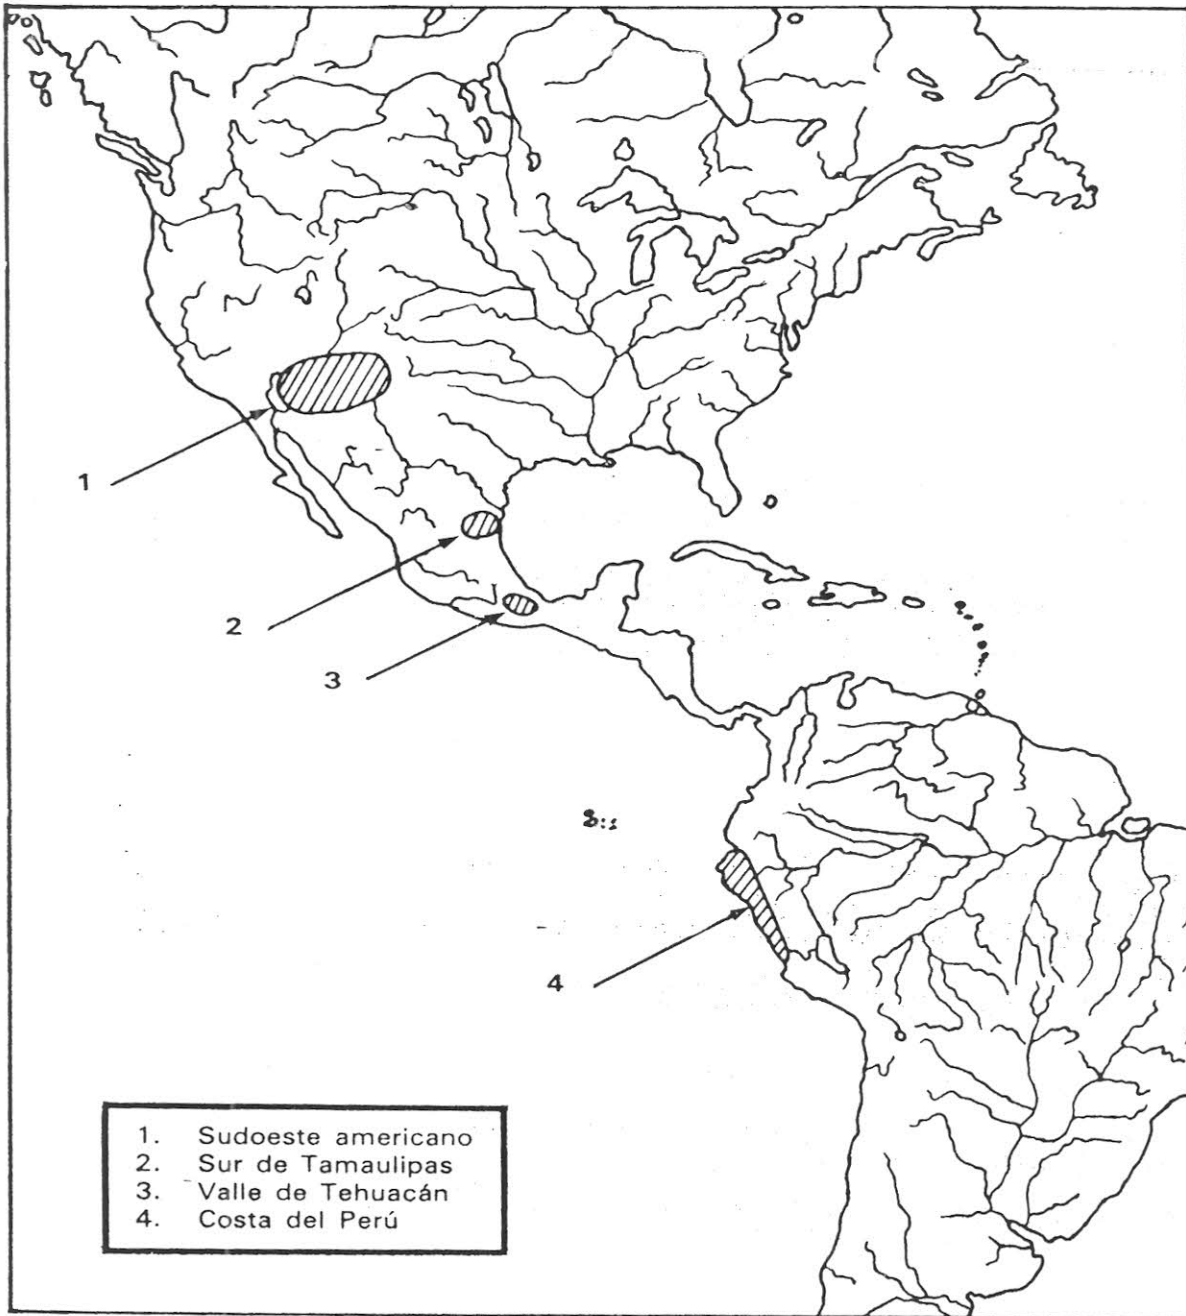 1
2
3
4
1. Sudoeste americano
2. Sur de Tamaulipas
3. Valle de Tehuacán
4. Costa del Perú